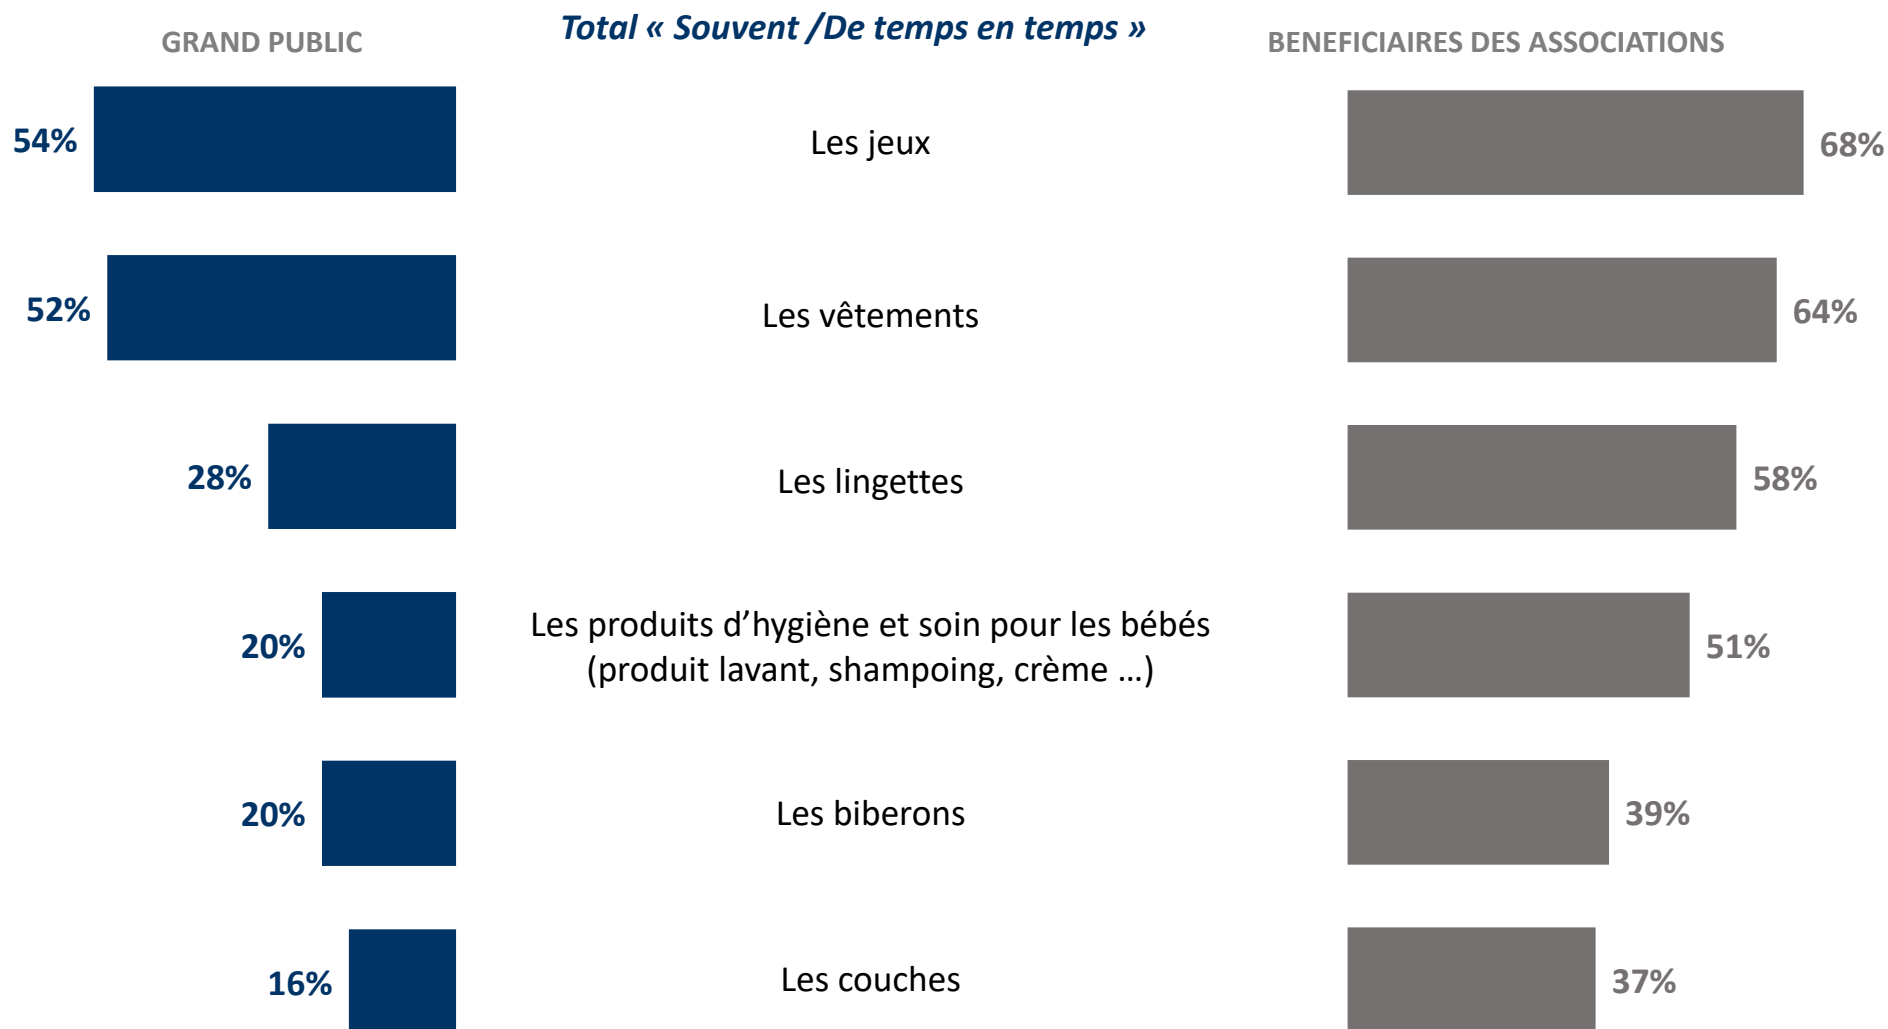 Total « Souvent /De temps en temps »
GRAND PUBLIC
BENEFICIAIRES DES ASSOCIATIONS
54%
Les jeux
68%
52%
Les vêtements
64%
28%
Les lingettes
58%
20%
Les produits d’hygiène et soin pour les bébés
(produit lavant, shampoing, crème ...)
51%
20%
Les biberons
39%
16%
Les couches
37%